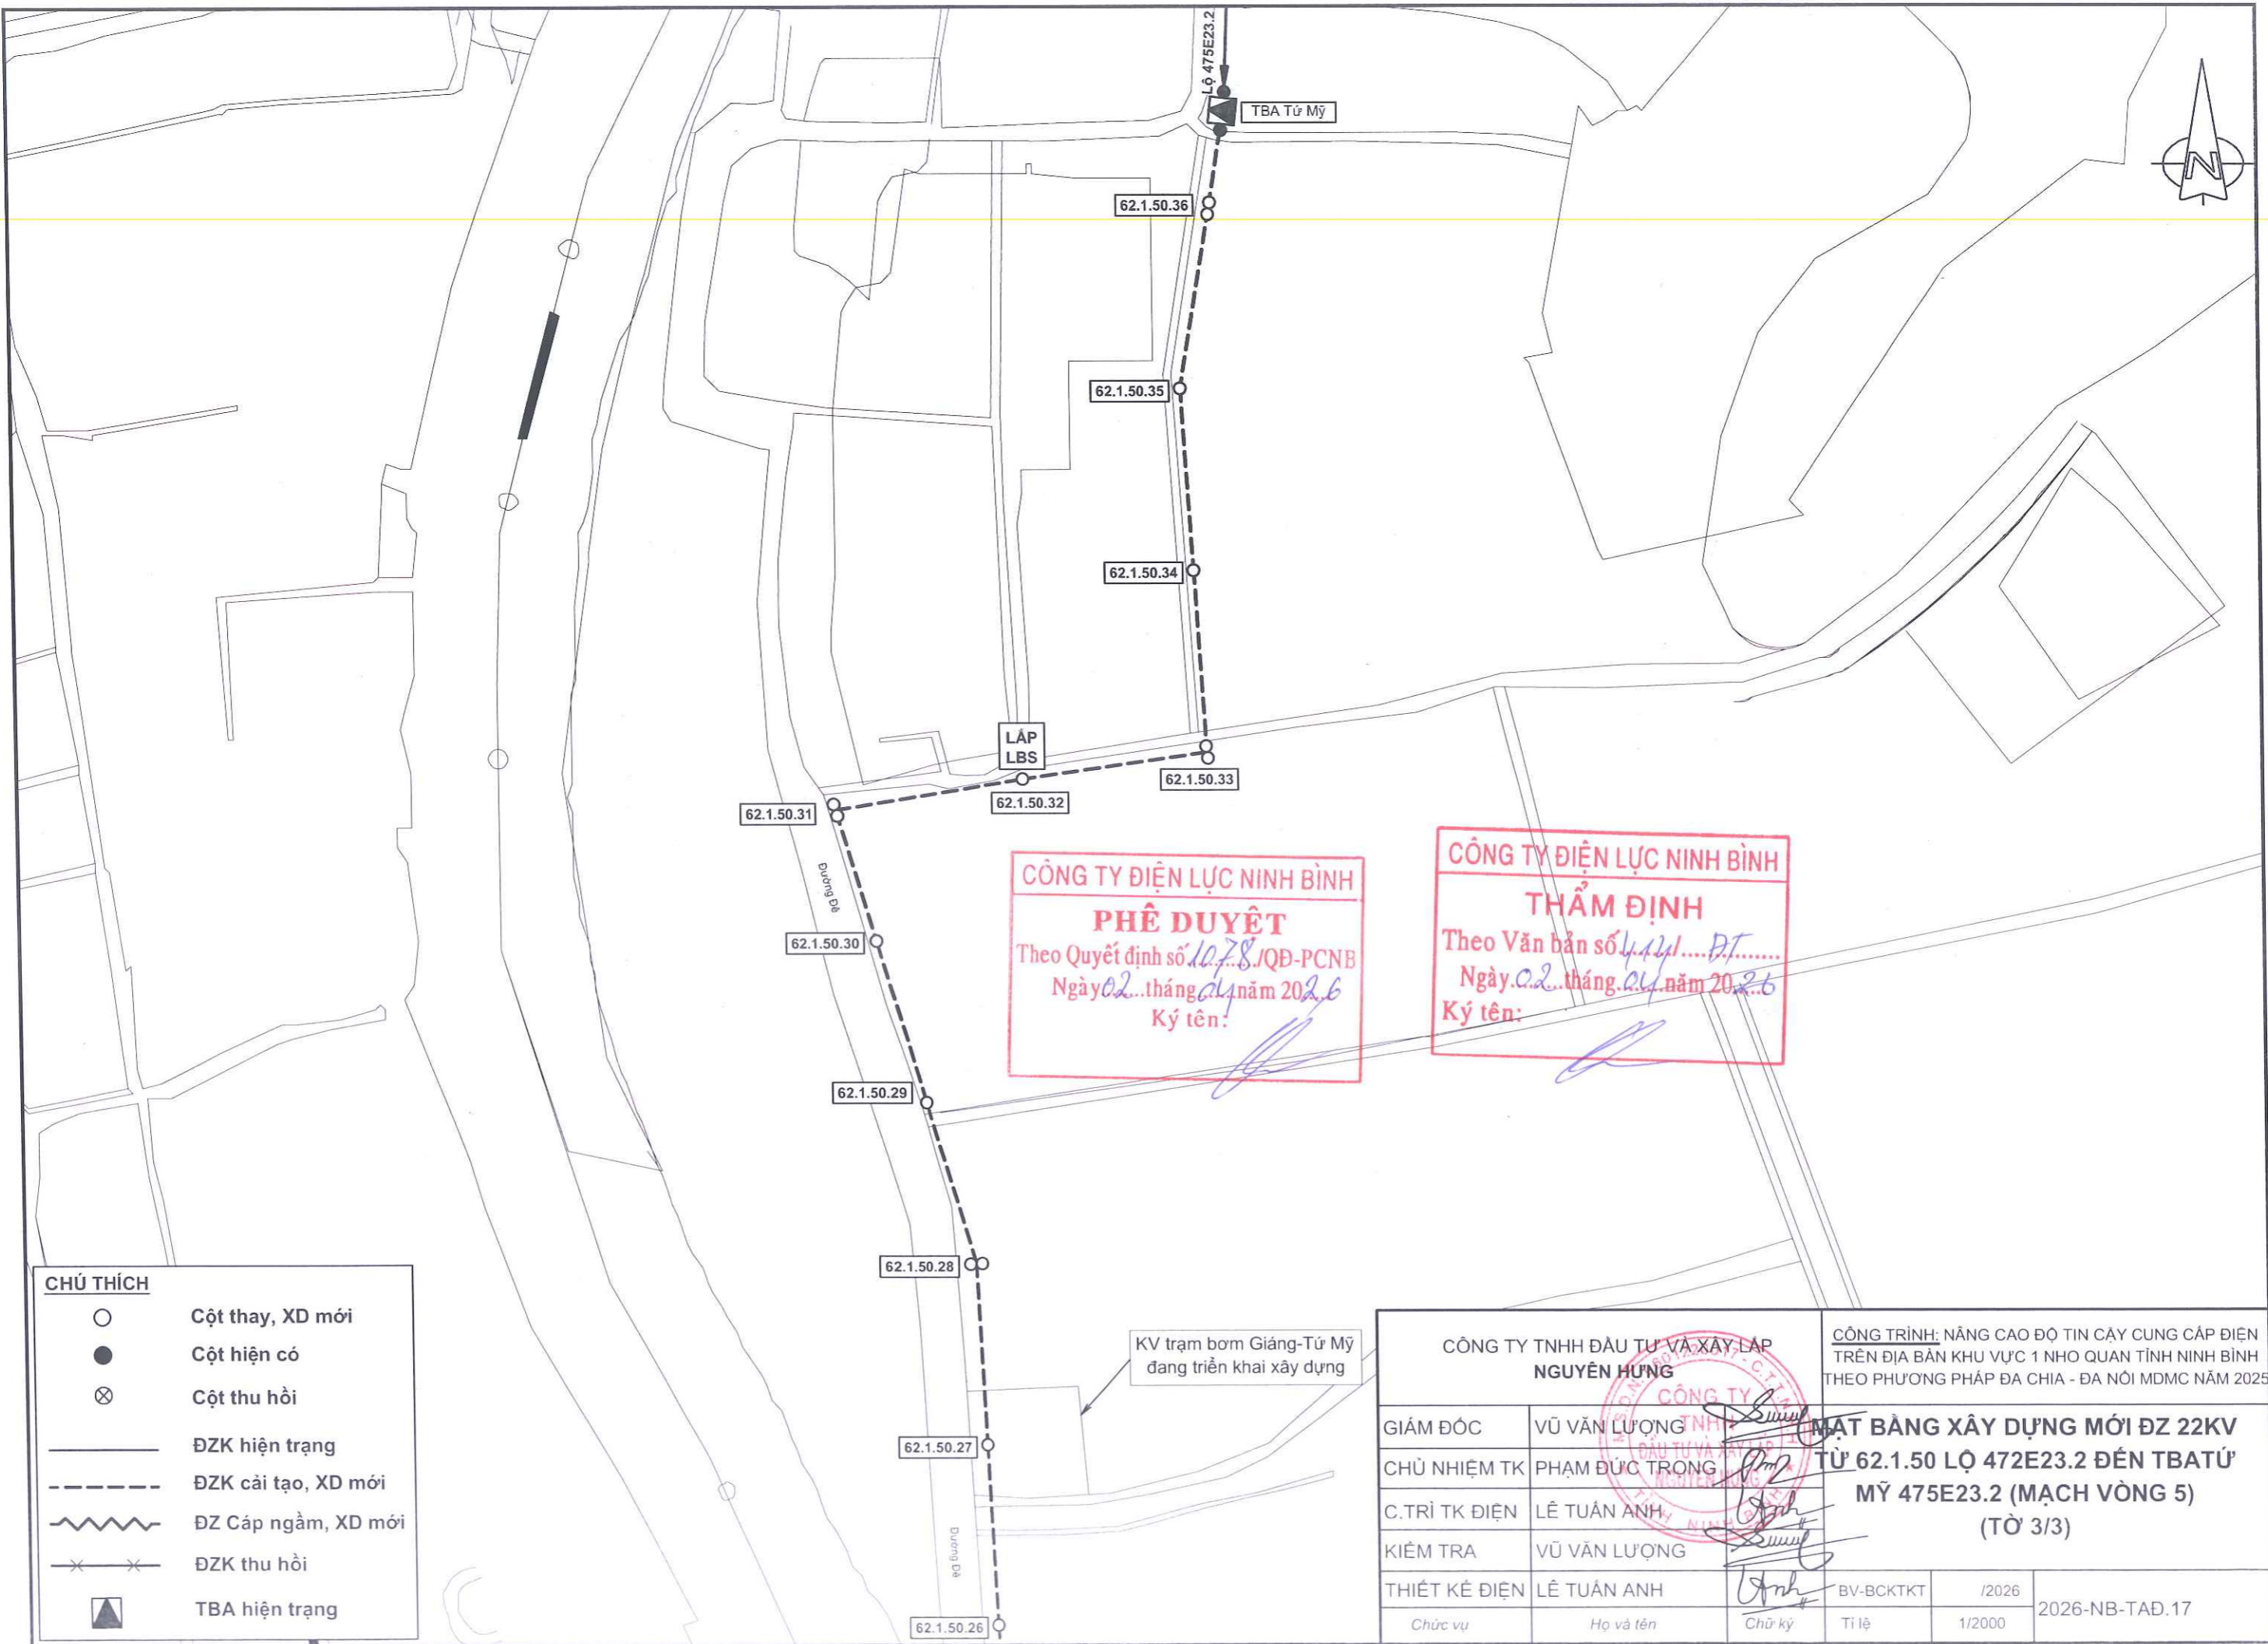 Lộ 475E23.2
TBA Tứ Mỹ
N
62.1.50.36
62.1.50.35
62.1.50.34
LẮP
LBS
62.1.50.33
62.1.50.32
62.1.50.31
Đường Đê
62.1.50.30
62.1.50.29
62.1.50.28
62.1.50.27
Đường Đê
62.1.50.26
KV trạm bơm Giáng-Tứ Mỹ
đang triển khai xây dựng
CÔNG TY ĐIỆN LỰC NINH BÌNH
PHÊ DUYỆT
Theo Quyết định số 1078./QĐ-PCNB
Ngày 02...tháng 04 năm 2026
Ký tên:
CÔNG TY ĐIỆN LỰC NINH BÌNH
THẨM ĐỊNH
Theo Văn bản số
Ngày 02 tháng 04 năm 2026
Ký tên:
CHÚ THÍCH
Cột thay, XD mới
Cột hiện có
Cột thu hồi
ĐZK hiện trạng
ĐZK cải tạo, XD mới
ĐZ Cáp ngầm, XD mới
ĐZK thu hồi
TBA hiện trạng
CÔNG TY TNHH ĐẦU TƯ VÀ XÂY LẮP
NGUYÊN HƯNG
CÔNG TRÌNH: NÂNG CAO ĐỘ TIN CẬY CUNG CẤP ĐIỆN
TRÊN ĐỊA BÀN KHU VỰC 1 NHO QUAN TỈNH NINH BÌNH
THEO PHƯƠNG PHÁP ĐA CHIA - ĐA NỐI MDMC NĂM 2025
GIÁM ĐỐC VŨ VĂN LƯỢNG
CHỦ NHIỆM TK PHẠM ĐỨC TRỌNG
C.TRÌ TK ĐIỆN LÊ TUẤN ANH
KIỂM TRA VŨ VĂN LƯỢNG
THIẾT KẾ ĐIỆN LÊ TUẤN ANH
Chức vụ Họ và tên Chữ ký
CÔNG TY
TNHH
ĐẦU TƯ VÀ XÂY LẮP
NGUYÊN HƯNG
MẶT BẰNG XÂY DỰNG MỚI ĐZ 22KV
TỪ 62.1.50 LỘ 472E23.2 ĐẾN TBATỨ
MỸ 475E23.2 (MẠCH VÒNG 5)
(TỜ 3/3)
BV-BCKTKT /2026
Tỉ lệ 1/2000
2026-NB-TAĐ.17